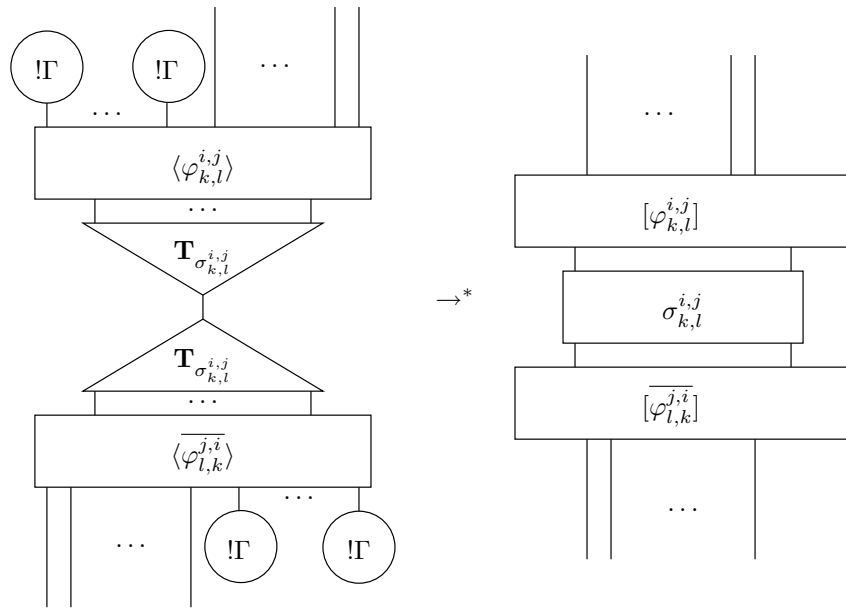 !Γ !Γ ⋯
⋯
⟨φ^{i,j}_{k,l}⟩
⋯
T_{σ^{i,j}_{k,l}}
T_{σ^{i,j}_{k,l}}
⋯
⟨\overline{φ^{j,i}_{l,k}}⟩
⋯
⋯ !Γ !Γ
→*
⋯
[φ^{i,j}_{k,l}]
σ^{i,j}_{k,l}
[\overline{φ^{j,i}_{l,k}}]
⋯